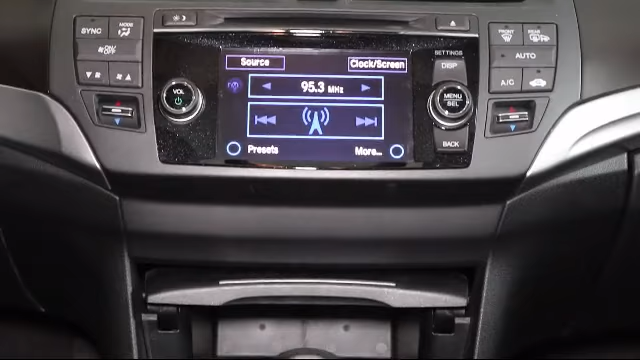 SYNC
MODE
OFF
VOL
Source
Clock/Screen
95.3 MHz
Presets
More...
SETTINGS
DISP
MENU/
SEL
BACK
FRONT
REAR
AUTO
A/C